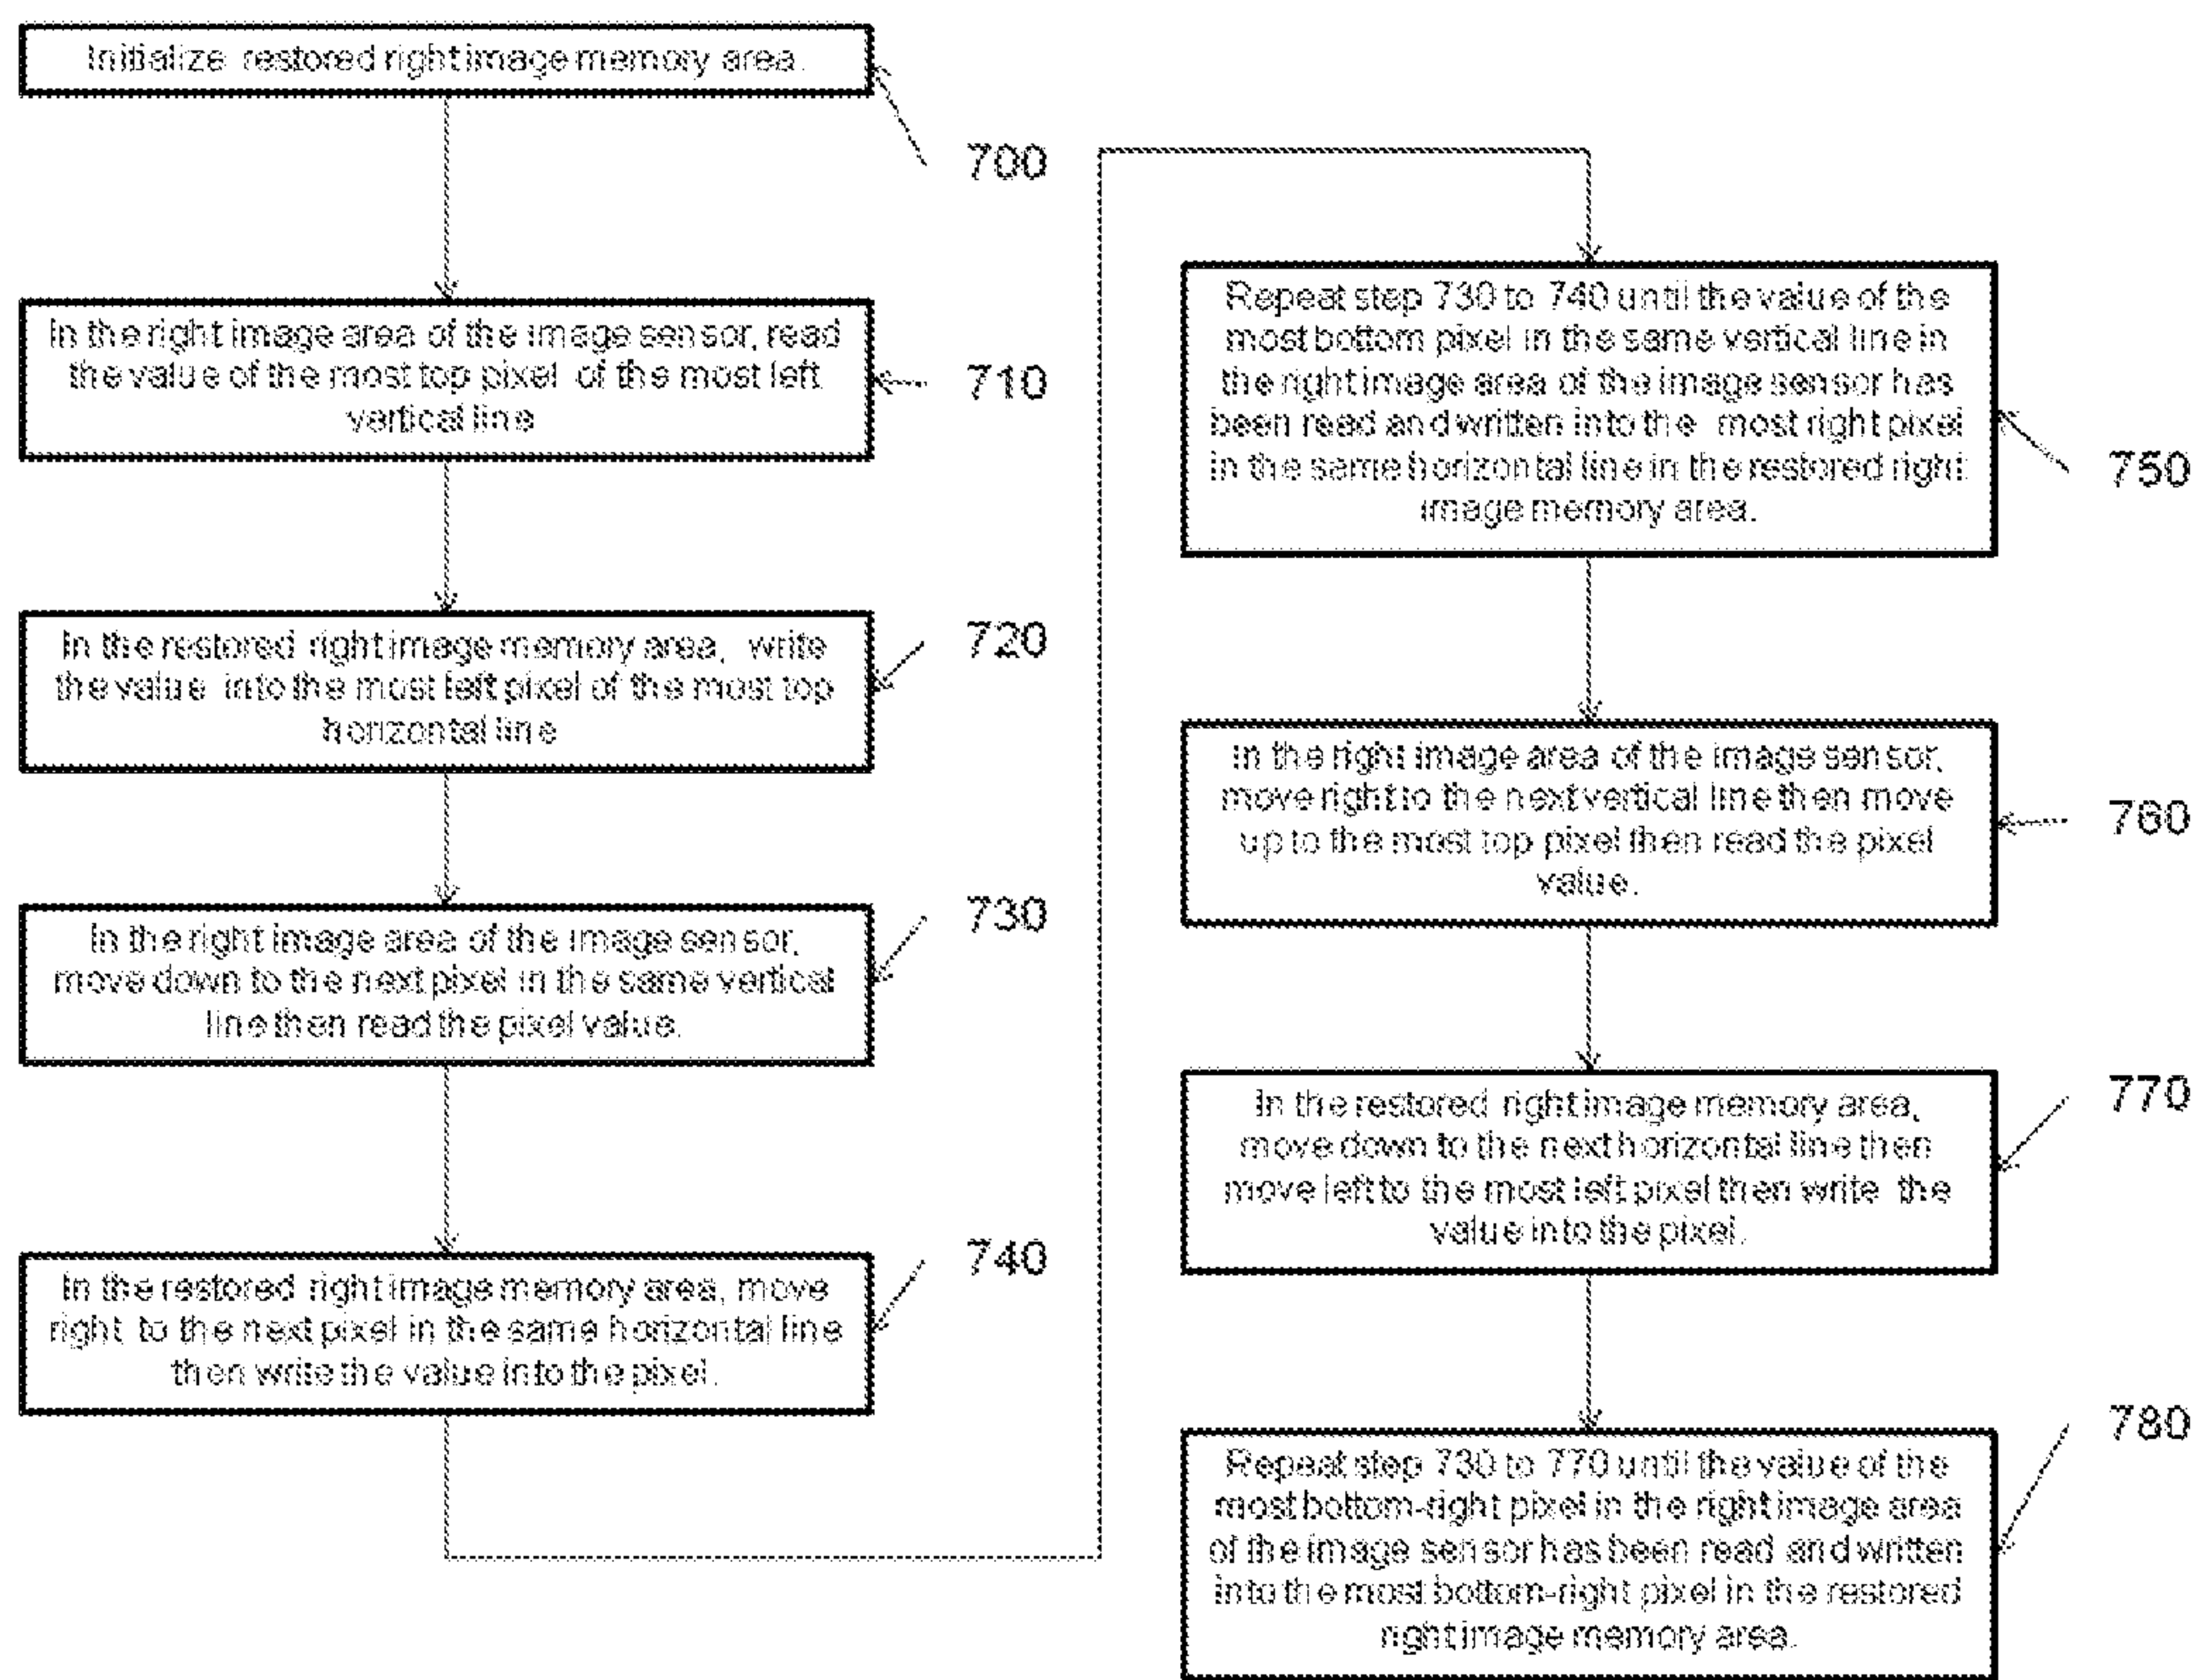 Initialize restored right image memory area.
700
In the right image area of the image sensor, read
the value of the most top pixel of the most left
vertical line
710
In the restored right image memory area, write
the value into the most left pixel of the most top
horizontal line
720
In the right image area of the image sensor,
move down to the next pixel in the same vertical
line then read the pixel value.
730
In the restored right image memory area, move
right to the next pixel in the same horizontal line
then write the value into the pixel.
740
Repeat step 730 to 740 until the value of the
most bottom pixel in the same vertical line in
the right image area of the image sensor has
been read and written into the most right pixel
in the same horizontal line in the restored right
image memory area.
750
In the right image area of the image sensor,
move right to the next vertical line then move
up to the most top pixel then read the pixel
value.
760
In the restored right image memory area,
move down to the next horizontal line then
move left to the most left pixel then write the
value into the pixel.
770
Repeat step 730 to 770 until the value of the
most bottom-right pixel in the right image area
of the image sensor has been read and written
into the most bottom-right pixel in the restored
right image memory area.
780